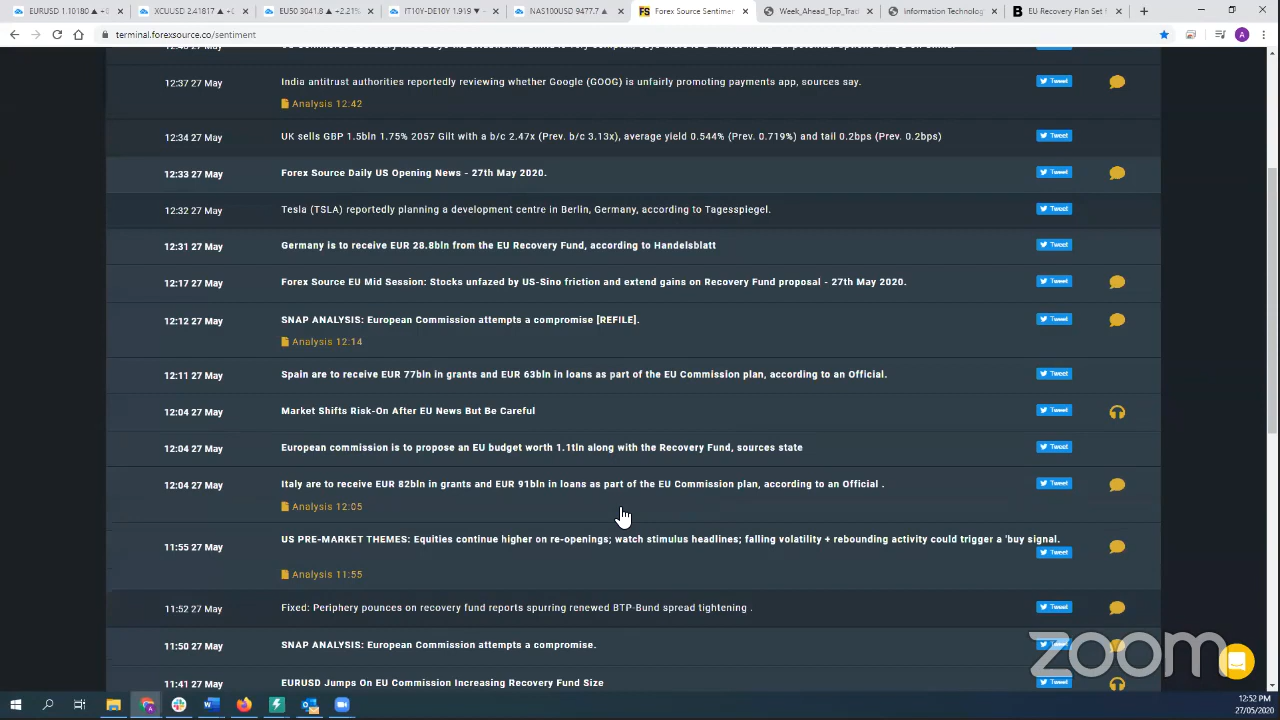 EURUSD 1.10180 ▲ +0
XCUUSD 2.41817 ▲ +2
EU50 3041.8 ▲ +2.21%
IT10Y-DE10Y 1.919 ▼
NAS100USD 9477.7 ▲
FS Forex Source Sentiment
Week_Ahead_Top_Trad
Information Technolog
B EU Recovery Plan Set
terminal.forexsource.co/sentiment
A
12:37 27 May India antitrust authorities reportedly reviewing whether Google (GOOG) is unfairly promoting payments app, sources say. Tweet
Analysis 12:42
12:34 27 May UK sells GBP 1.5bln 1.75% 2057 Gilt with a b/c 2.47x (Prev. b/c 3.13x), average yield 0.544% (Prev. 0.719%) and tail 0.2bps (Prev. 0.2bps) Tweet
12:33 27 May Forex Source Daily US Opening News - 27th May 2020. Tweet
12:32 27 May Tesla (TSLA) reportedly planning a development centre in Berlin, Germany, according to Tagesspiegel. Tweet
12:31 27 May Germany is to receive EUR 28.8bln from the EU Recovery Fund, according to Handelsblatt Tweet
12:17 27 May Forex Source EU Mid Session: Stocks unfazed by US-Sino friction and extend gains on Recovery Fund proposal - 27th May 2020. Tweet
12:12 27 May SNAP ANALYSIS: European Commission attempts a compromise [REFILE]. Tweet
Analysis 12:14
12:11 27 May Spain are to receive EUR 77bln in grants and EUR 63bln in loans as part of the EU Commission plan, according to an Official. Tweet
12:04 27 May Market Shifts Risk-On After EU News But Be Careful Tweet
12:04 27 May European commission is to propose an EU budget worth 1.1tln along with the Recovery Fund, sources state Tweet
12:04 27 May Italy are to receive EUR 82bln in grants and EUR 91bln in loans as part of the EU Commission plan, according to an Official . Tweet
Analysis 12:05
11:55 27 May US PRE-MARKET THEMES: Equities continue higher on re-openings; watch stimulus headlines; falling volatility + rebounding activity could trigger a 'buy signal. Tweet
Analysis 11:55
11:52 27 May Fixed: Periphery pounces on recovery fund reports spurring renewed BTP-Bund spread tightening . Tweet
11:50 27 May SNAP ANALYSIS: European Commission attempts a compromise. Tweet
11:41 27 May EURUSD Jumps On EU Commission Increasing Recovery Fund Size Tweet
zoom
12:52 PM
27/05/2020